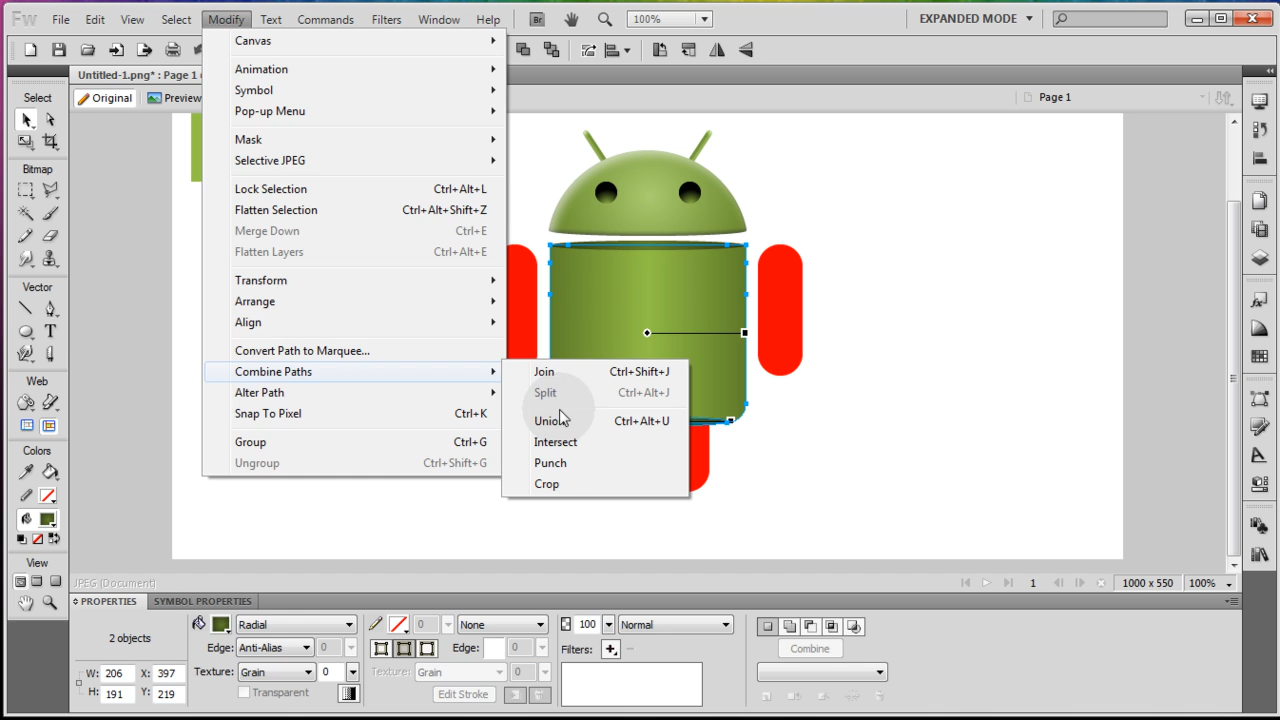 Fw File Edit View Select Modify Text Commands Filters Window Help Br 100% EXPANDED MODE
Untitled-1.png* : Page 1
Original Preview Page 1
Select
Bitmap
Vector
Web
Colors
View
Canvas
Animation
Symbol
Pop-up Menu
Mask
Selective JPEG
Lock Selection Ctrl+Alt+L
Flatten Selection Ctrl+Alt+Shift+Z
Merge Down Ctrl+E
Flatten Layers Ctrl+Alt+E
Transform
Arrange
Align
Convert Path to Marquee...
Combine Paths
Alter Path
Snap To Pixel Ctrl+K
Group Ctrl+G
Ungroup Ctrl+Shift+G
Join Ctrl+Shift+J
Split Ctrl+Alt+J
Union Ctrl+Alt+U
Intersect
Punch
Crop
JPEG (Document) 1 1000 x 550 100%
PROPERTIES SYMBOL PROPERTIES
2 objects
W: 206 X: 397
H: 191 Y: 219
Radial
Edge: Anti-Alias 0
Texture: Grain 0
Transparent
0 None
Edge: 0
Texture: Grain 0
Edit Stroke
100 Normal
Filters:
Combine